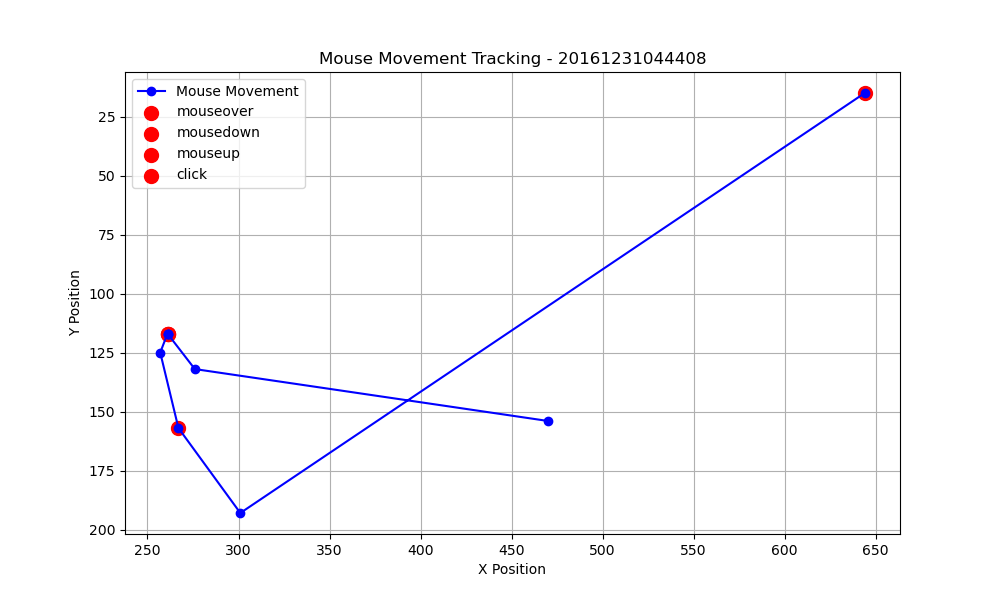 Mouse Movement Tracking - 20161231044408
Mouse Movement
mouseover
mousedown
mouseup
click
25
50
75
100
125
150
175
200
Y Position
250 300 350 400 450 500 550 600 650
X Position